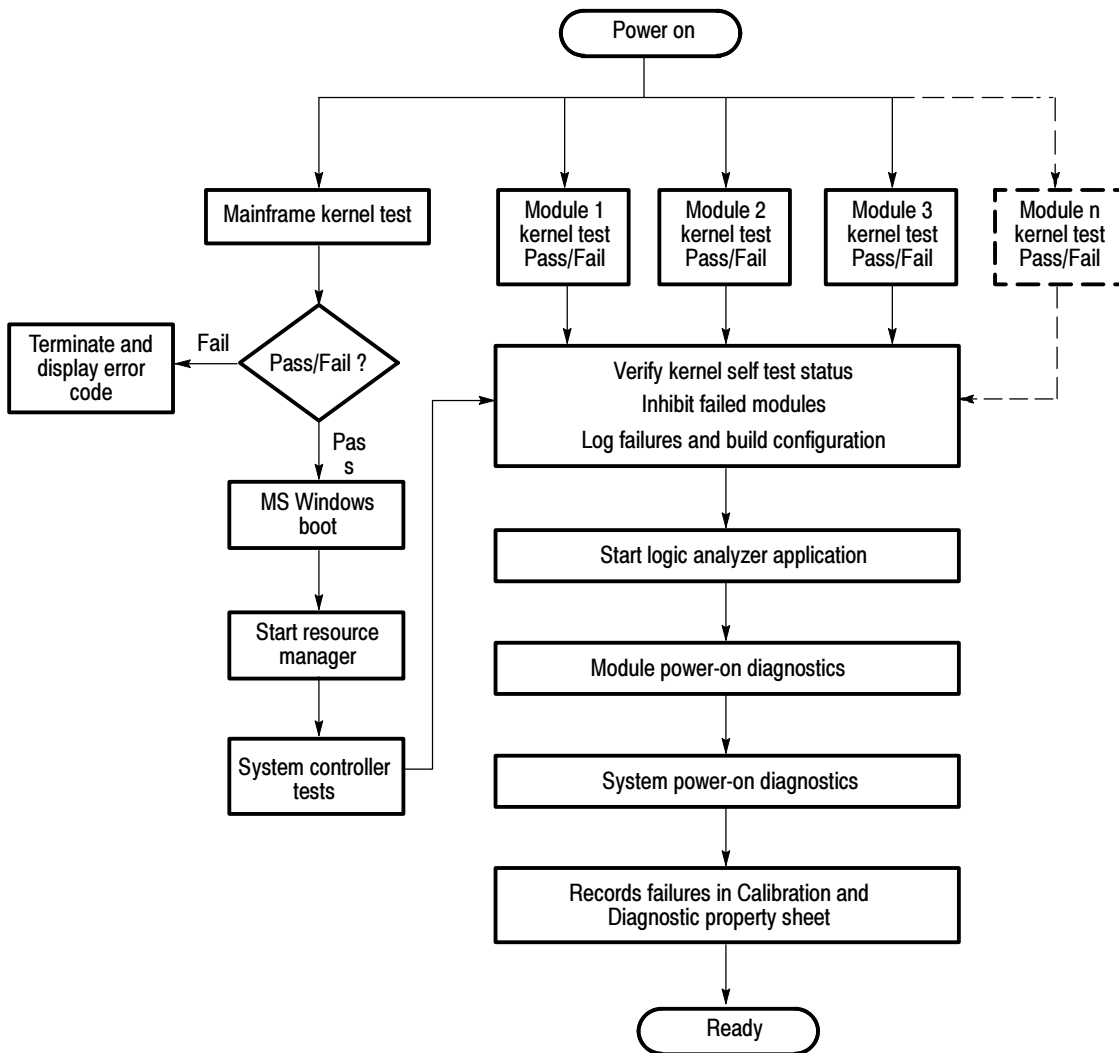 Power on
Mainframe kernel test
Module 1
kernel test
Pass/Fail
Module 2
kernel test
Pass/Fail
Module 3
kernel test
Pass/Fail
Module n
kernel test
Pass/Fail
Terminate and
display error
code
Fail
Pass/Fail ?
Pas
s
Verify kernel self test status
Inhibit failed modules
Log failures and build configuration
MS Windows
boot
Start resource
manager
System controller
tests
Start logic analyzer application
Module power-on diagnostics
System power-on diagnostics
Records failures in Calibration and
Diagnostic property sheet
Ready